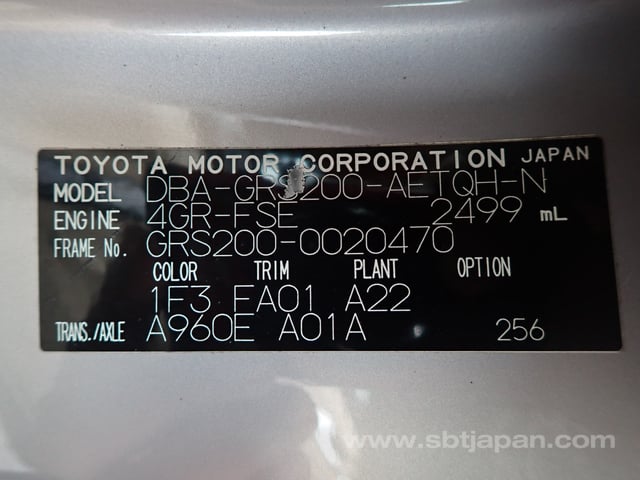 TOYOTA MOTOR CORPORATION JAPAN
MODEL DBA-GRS200-AETQH-N
ENGINE 4GR-FSE 2499 mL
FRAME No. GRS200-0020470
COLOR TRIM PLANT OPTION
1F3 FA01 A22
TRANS./AXLE A960E A01A 256
www.sbtjapan.com